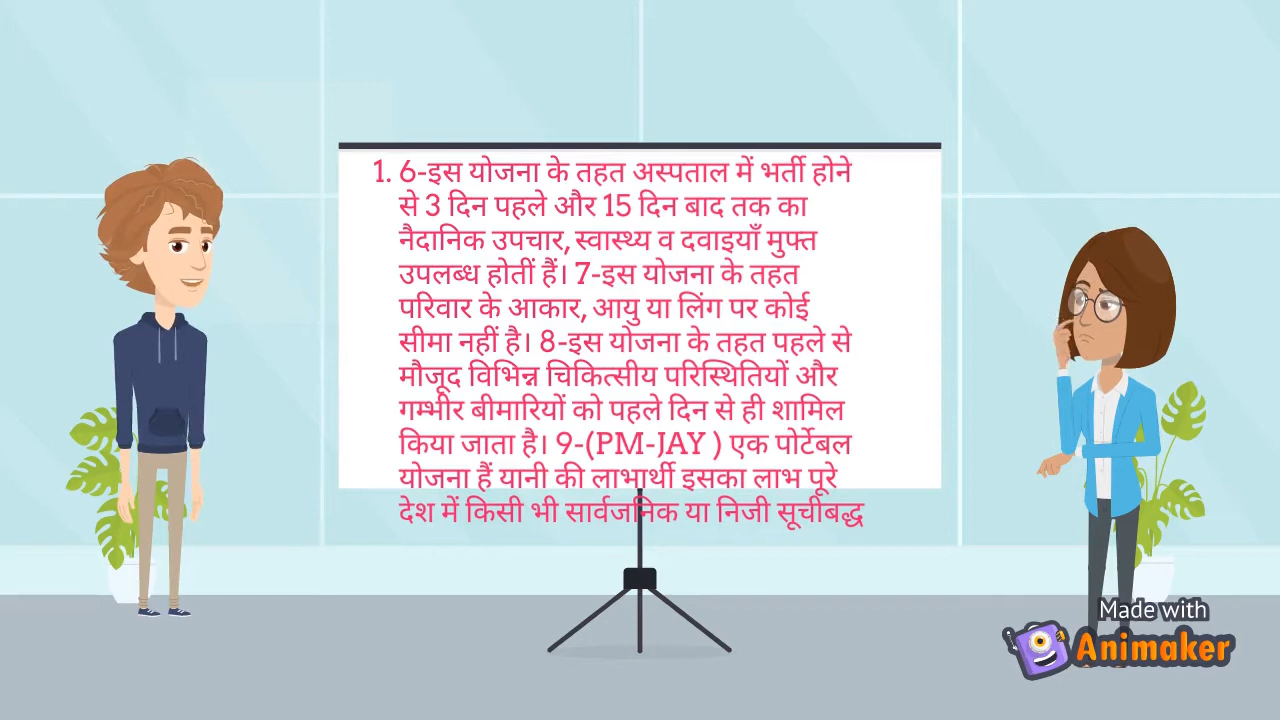 1. 6-इस योजना के तहत अस्पताल में भर्ती होने
से 3 दिन पहले और 15 दिन बाद तक का
नैदानिक उपचार, स्वास्थ्य व दवाइयाँ मुफ्त
उपलब्ध होतीं हैं। 7-इस योजना के तहत
परिवार के आकार, आयु या लिंग पर कोई
सीमा नहीं है। 8-इस योजना के तहत पहले से
मौजूद विभिन्न चिकित्सीय परिस्थितियों और
गम्भीर बीमारियों को पहले दिन से ही शामिल
किया जाता है। 9-(PM-JAY ) एक पोर्टेबल
योजना हैं यानी की लाभार्थी इसका लाभ पूरे
देश में किसी भी सार्वजनिक या निजी सूचीबद्ध
Made with
Animaker